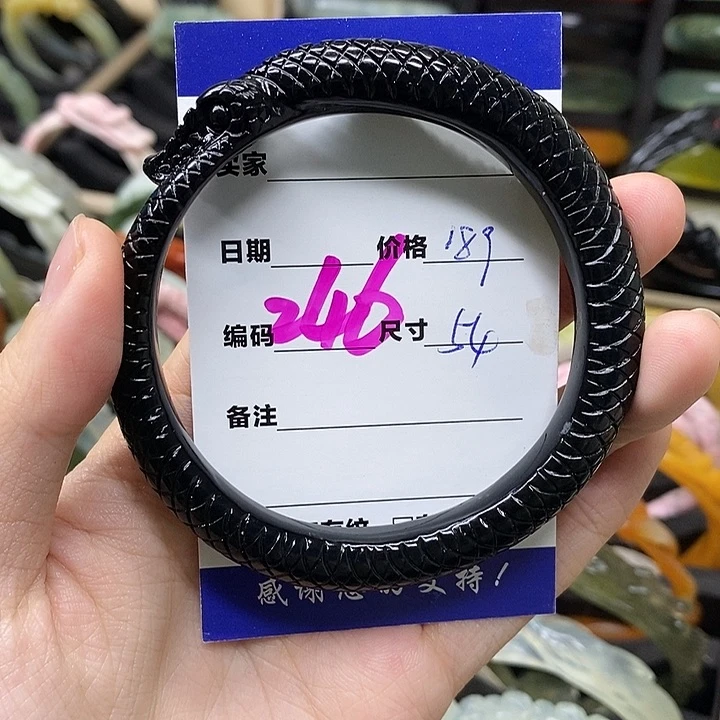 买家
日期 价格 189
编码 246 尺寸 54
备注
感谢您的支持!